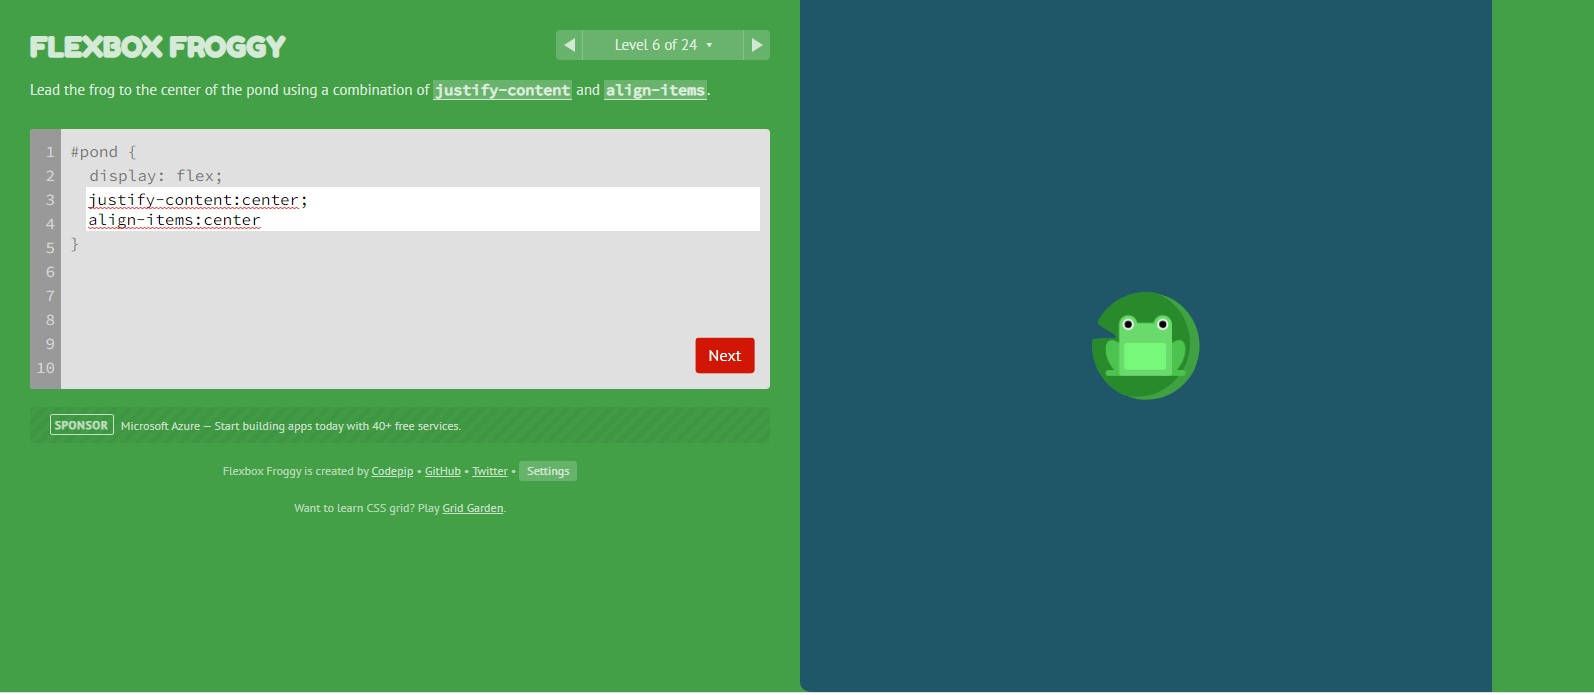 FLEXBOX FROGGY
Level 6 of 24
Lead the frog to the center of the pond using a combination of justify-content and align-items.
1 #pond {
2 display: flex;
3 justify-content:center;
4 align-items:center
5 }
6
7
8
9
10
Next
SPONSOR Microsoft Azure — Start building apps today with 40+ free services.
Flexbox Froggy is created by Codepip • GitHub • Twitter • Settings
Want to learn CSS grid? Play Grid Garden.